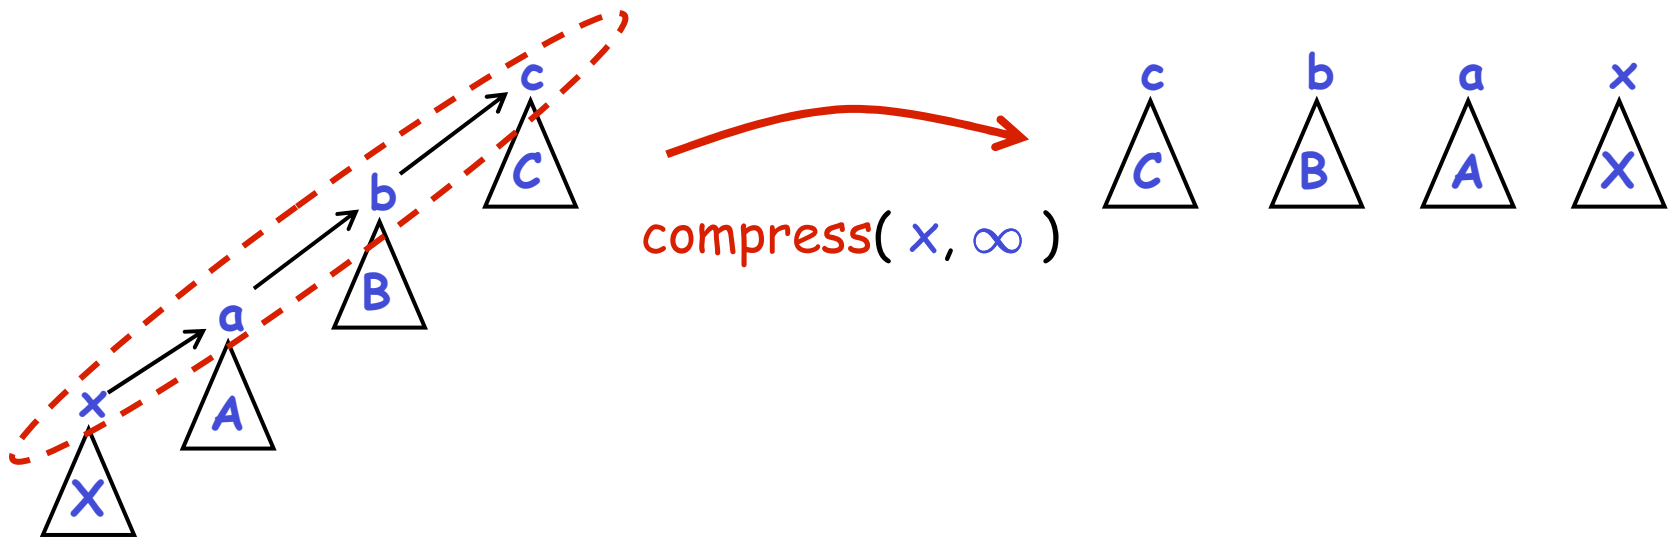 c
b
a
x
C
B
A
X
compress( x, ∞ )
c b a x
C B A X